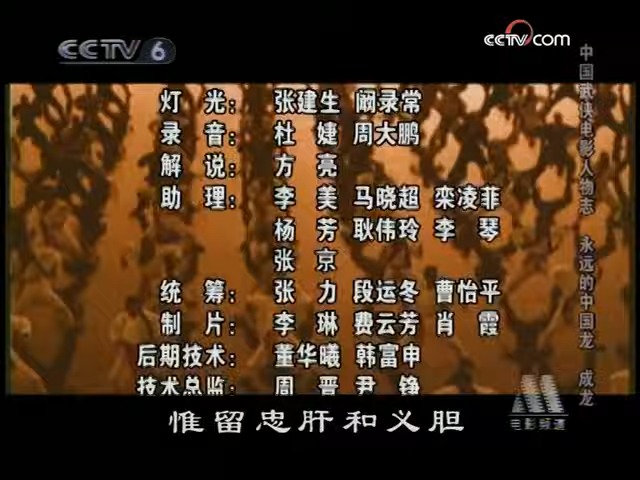 CCTV 6
CCTV.com
灯 光: 张建生 阚录常
录 音: 杜 婕 周大鹏
解 说: 方 亮
助 理: 李 美 马晓超 栾凌菲
杨 芳 耿伟玲 李 琴
张 京
统 筹: 张 力 段运冬 曹怡平
制 片: 李 琳 费云芳 肖 霞
后期技术: 董华曦 韩富申
技术总监: 周 晋 尹 铮
惟留忠肝和义胆
中国武侠电影人物志 永远的中国龙 成龙
电影频道